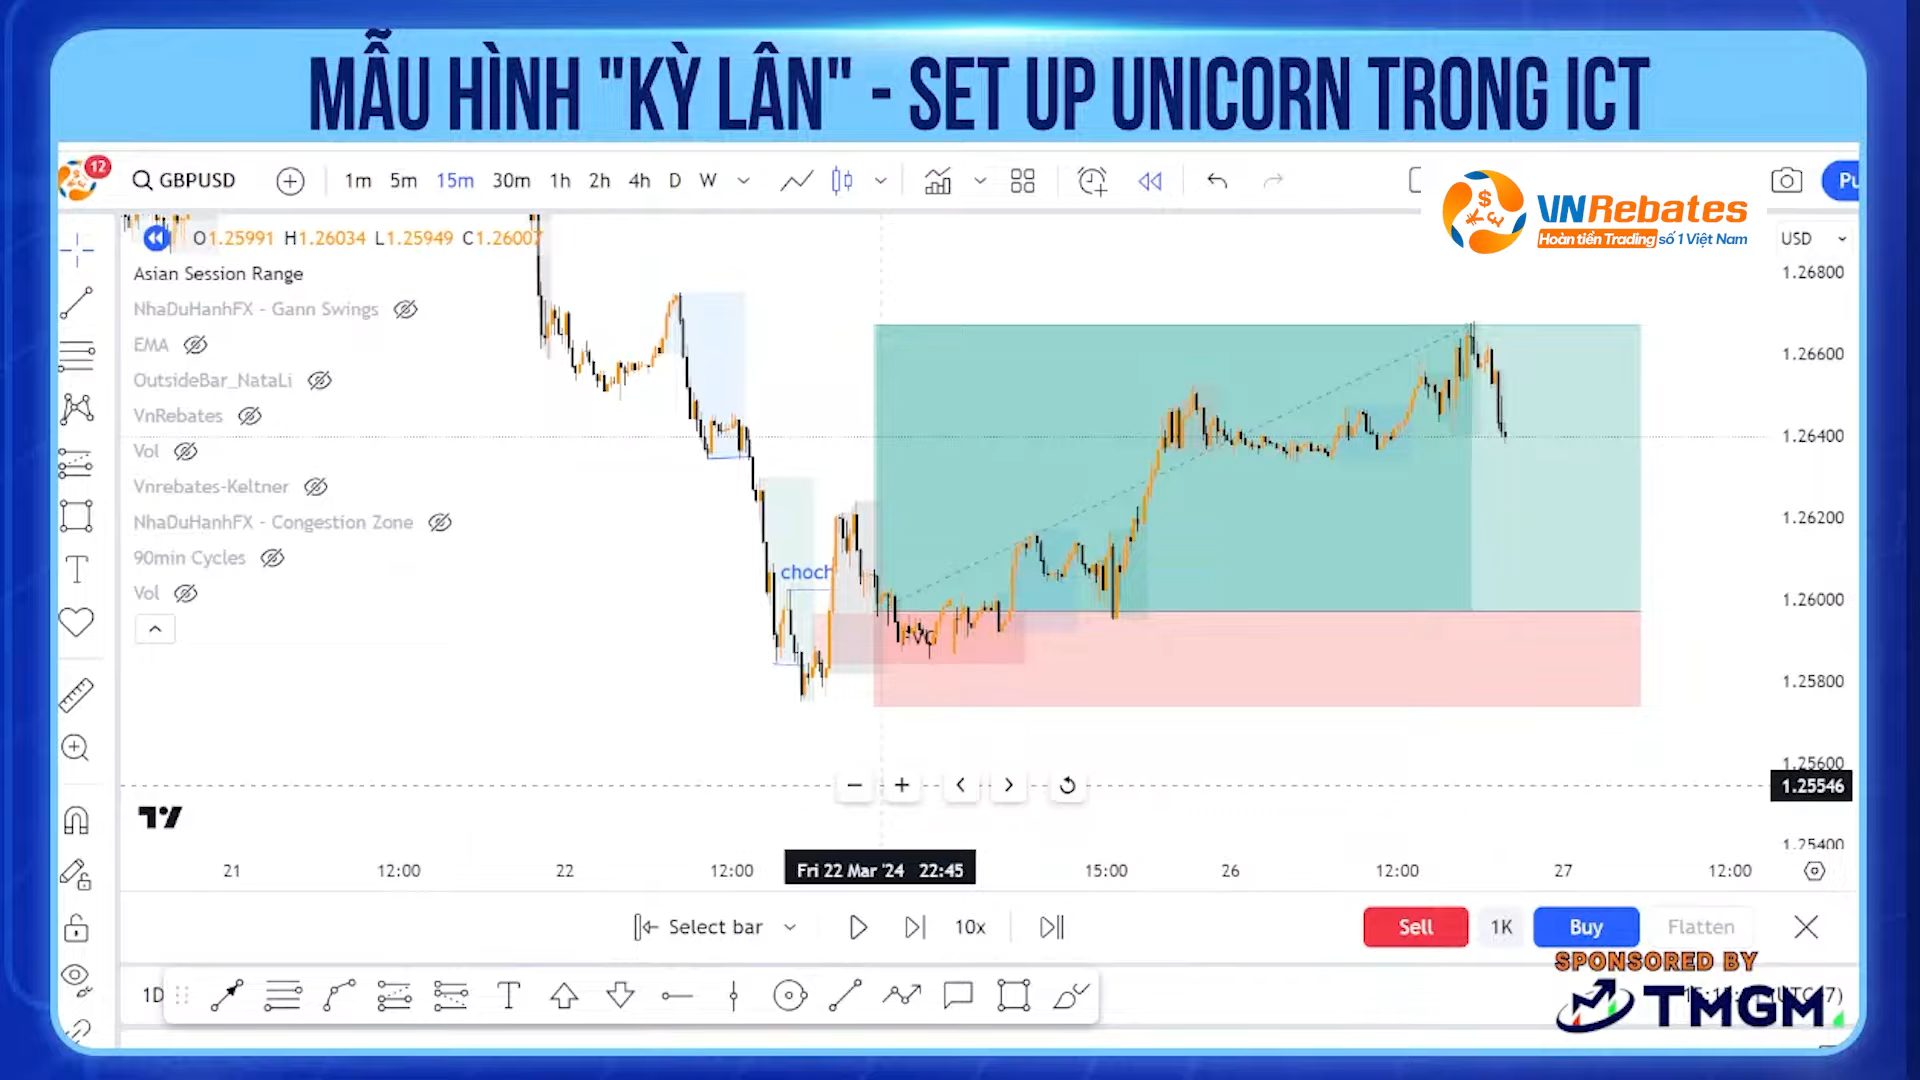 MẪU HÌNH "KỲ LÂN" - SET UP UNICORN TRONG ICT
12
GBPUSD
1m 5m 15m 30m 1h 2h 4h D W
VNRebates
Hoàn tiền Trading số 1 Việt Nam
O1.25991 H1.26034 L1.25949 C1.26007
USD
Asian Session Range
NhaDuHanhFX - Gann Swings
EMA
OutsideBar_NataLi
VnRebates
Vol
Vnrebates-Keltner
NhaDuHanhFX - Congestion Zone
90min Cycles
Vol
choch
1.26800
1.26600
1.26400
1.26200
1.26000
1.25800
1.25600
1.25546
1.25400
21 12:00 22 12:00 Fri 22 Mar '24 22:45 15:00 26 12:00 27 12:00
Select bar 10x Sell 1K Buy Flatten
SPONSORED BY
TMGM
1D
T